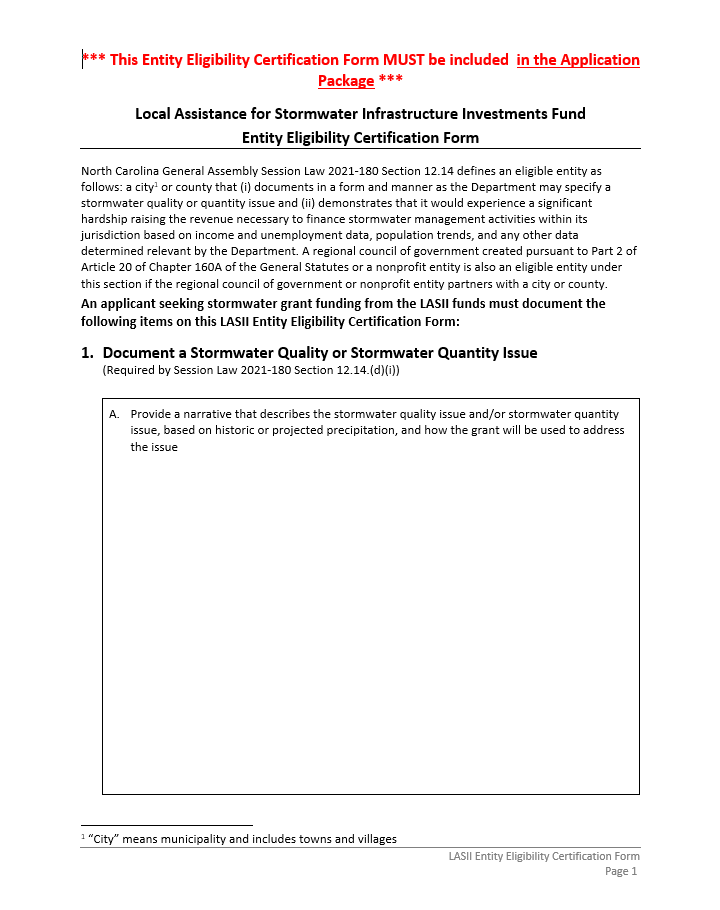 *** This Entity Eligibility Certification Form MUST be included  in the Application
Package ***
Local Assistance for Stormwater Infrastructure Investments Fund
Entity Eligibility Certification Form
North Carolina General Assembly Session Law 2021-180 Section 12.14 defines an eligible entity as
follows: a city¹ or county that (i) documents in a form and manner as the Department may specify a
stormwater quality or quantity issue and (ii) demonstrates that it would experience a significant
hardship raising the revenue necessary to finance stormwater management activities within its
jurisdiction based on income and unemployment data, population trends, and any other data
determined relevant by the Department. A regional council of government created pursuant to Part 2 of
Article 20 of Chapter 160A of the General Statutes or a nonprofit entity is also an eligible entity under
this section if the regional council of government or nonprofit entity partners with a city or county.
An applicant seeking stormwater grant funding from the LASII funds must document the
following items on this LASII Entity Eligibility Certification Form:
1. Document a Stormwater Quality or Stormwater Quantity Issue
(Required by Session Law 2021-180 Section 12.14.(d)(i))
A. Provide a narrative that describes the stormwater quality issue and/or stormwater quantity
issue, based on historic or projected precipitation, and how the grant will be used to address
the issue
¹ “City” means municipality and includes towns and villages
LASII Entity Eligibility Certification Form
Page 1